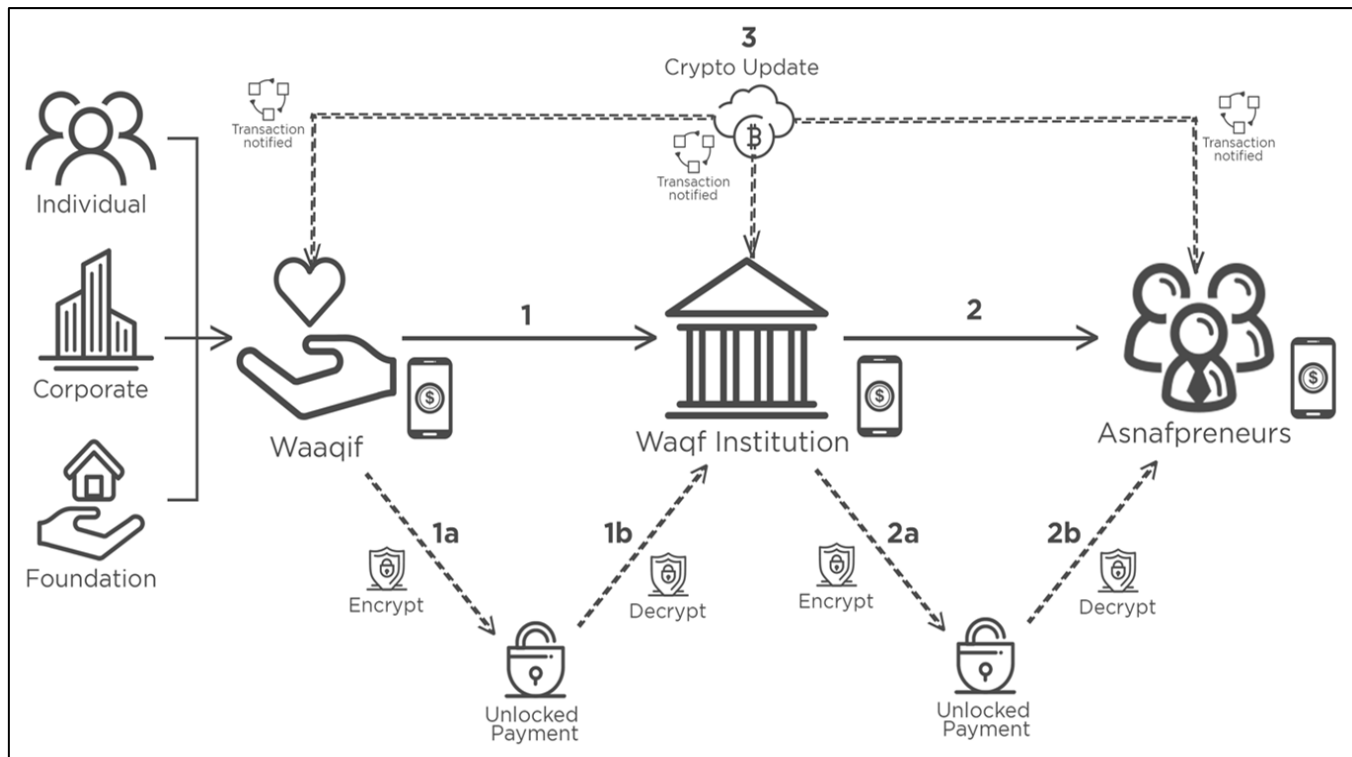 3
Crypto Update
Transaction
notified
Transaction
notified
Transaction
notified
Individual
Corporate
Foundation
1
2
$
$
$
Waaqif
Waqf Institution
Asnafpreneurs
1a
Encrypt
1b
Decrypt
2a
Encrypt
2b
Decrypt
Unlocked
Payment
Unlocked
Payment